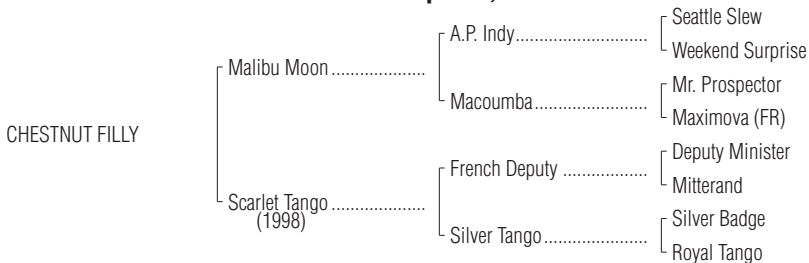 Seattle Slew
A.P. Indy
Weekend Surprise
Malibu Moon
Mr. Prospector
Macoumba
Maximova (FR)
CHESTNUT FILLY
Deputy Minister
French Deputy
Mitterand
Scarlet Tango
(1998)
Silver Badge
Silver Tango
Royal Tango